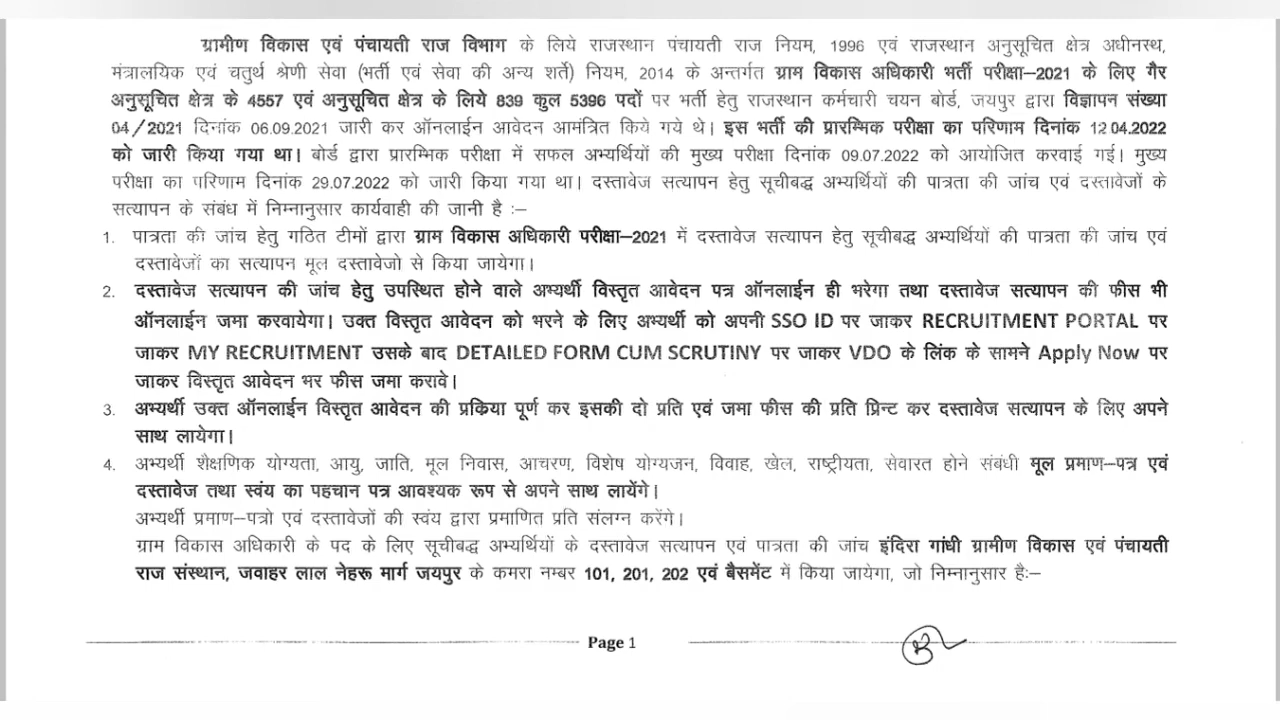 ग्रामीण विकास एवं पंचायती राज विभाग के लिये राजस्थान पंचायती राज नियम, 1996 एवं राजस्थान अनुसूचित क्षेत्र अधीनस्थ,
मंत्रालयिक एवं चतुर्थ श्रेणी सेवा (भर्ती एवं सेवा की अन्य शर्ते) नियम, 2014 के अन्तर्गत ग्राम विकास अधिकारी भर्ती परीक्षा–2021 के लिए गैर
अनुसूचित क्षेत्र के 4557 एवं अनुसूचित क्षेत्र के लिये 839 कुल 5396 पदों पर भर्ती हेतु राजस्थान कर्मचारी चयन बोर्ड, जयपुर द्वारा विज्ञापन संख्या
04/2021 दिनांक 06.09.2021 जारी कर ऑनलाईन आवेदन आमंत्रित किये गये थे। इस भर्ती की प्रारम्भिक परीक्षा का परिणाम दिनांक 12.04.2022
को जारी किया गया था। बोर्ड द्वारा प्रारम्भिक परीक्षा में सफल अभ्यर्थियों की मुख्य परीक्षा दिनांक 09.07.2022 को आयोजित करवाई गई। मुख्य
परीक्षा का परिणाम दिनांक 29.07.2022 को जारी किया गया था। दस्तावेज सत्यापन हेतु सूचीबद्ध अभ्यर्थियों की पात्रता की जांच एवं दस्तावेजों के
सत्यापन के संबंध में निम्नानुसार कार्यवाही की जानी है :–
1. पात्रता की जांच हेतु गठित टीमों द्वारा ग्राम विकास अधिकारी परीक्षा–2021 में दस्तावेज सत्यापन हेतु सूचीबद्ध अभ्यर्थियों की पात्रता की जांच एवं
दस्तावेजों का सत्यापन मूल दस्तावेजो से किया जायेगा।
2. दस्तावेज सत्यापन की जांच हेतु उपस्थित होने वाले अभ्यर्थी विस्तृत आवेदन पत्र ऑनलाईन ही भरेगा तथा दस्तावेज सत्यापन की फीस भी
ऑनलाईन जमा करवायेगा। उक्त विस्तृत आवेदन को भरने के लिए अभ्यर्थी को अपनी SSO ID पर जाकर RECRUITMENT PORTAL पर
जाकर MY RECRUITMENT उसके बाद DETAILED FORM CUM SCRUTINY पर जाकर VDO के लिंक के सामने Apply Now पर
जाकर विस्तृत आवेदन भर फीस जमा करावे।
3. अभ्यर्थी उक्त ऑनलाईन विस्तृत आवेदन की प्रकिया पूर्ण कर इसकी दो प्रति एवं जमा फीस की प्रति प्रिन्ट कर दस्तावेज सत्यापन के लिए अपने
साथ लायेगा।
4. अभ्यर्थी शैक्षणिक योग्यता, आयु, जाति, मूल निवास, आचरण, विशेष योग्यजन, विवाह, खेल, राष्ट्रीयता, सेवारत होने संबंधी मूल प्रमाण–पत्र एवं
दस्तावेज तथा स्वंय का पहचान पत्र आवश्यक रूप से अपने साथ लायेंगे।
अभ्यर्थी प्रमाण–पत्रो एवं दस्तावेजों की स्वंय द्वारा प्रमाणित प्रति संलग्न करेंगे।
ग्राम विकास अधिकारी के पद के लिए सूचीबद्ध अभ्यर्थियों के दस्तावेज सत्यापन एवं पात्रता की जांच इंदिरा गांधी ग्रामीण विकास एवं पंचायती
राज संस्थान, जवाहर लाल नेहरू मार्ग जयपुर के कमरा नम्बर 101, 201, 202 एवं बैसमेंट में किया जायेगा, जो निम्नानुसार है:–
Page 1